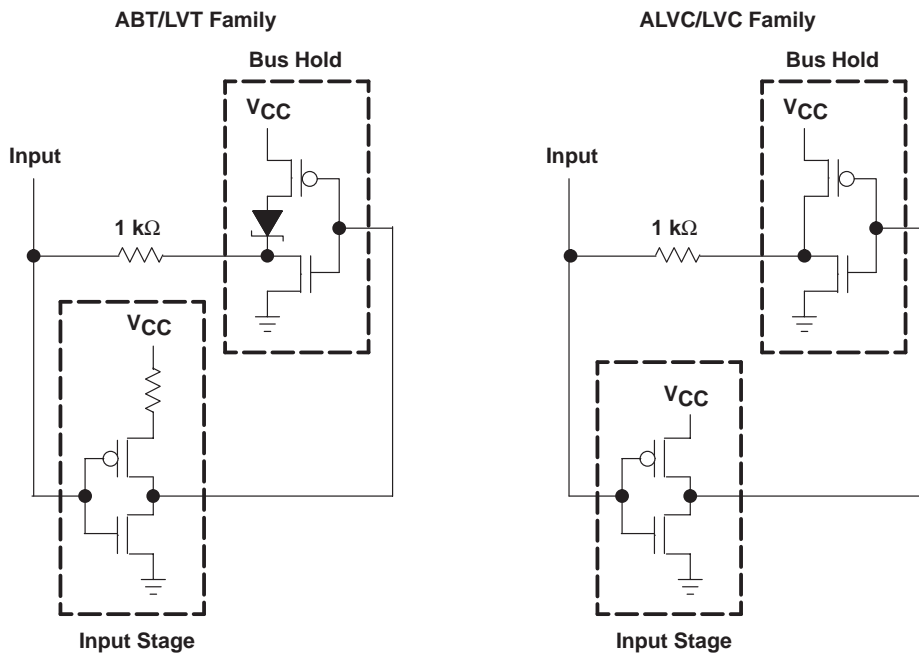 ABT/LVT Family
Bus Hold
VCC
Input
1 kΩ
VCC
Input Stage
ALVC/LVC Family
Bus Hold
VCC
Input
1 kΩ
VCC
Input Stage